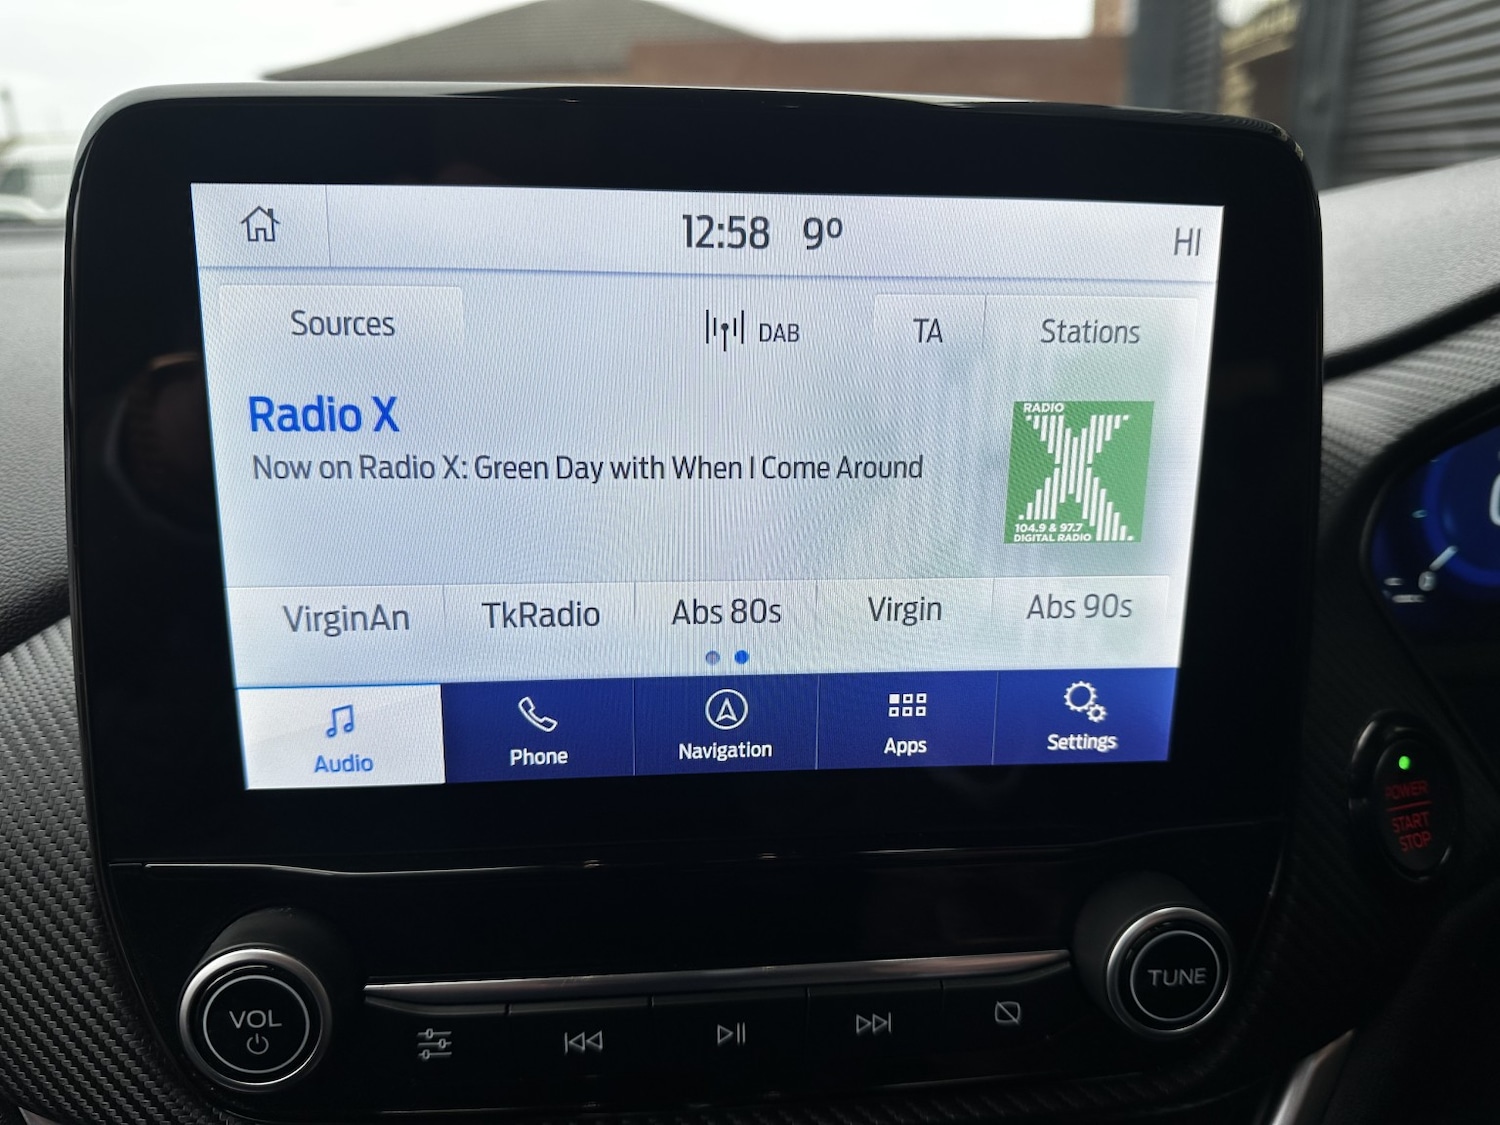 12:58 9º
HI
Sources
DAB
TA
Stations
Radio X
Now on Radio X: Green Day with When I Come Around
RADIO
X
104.9 & 97.7
DIGITAL RADIO
VirginAn
TkRadio
Abs 80s
Virgin
Abs 90s
Audio
Phone
Navigation
Apps
Settings
POWER
START
STOP
VOL
TUNE